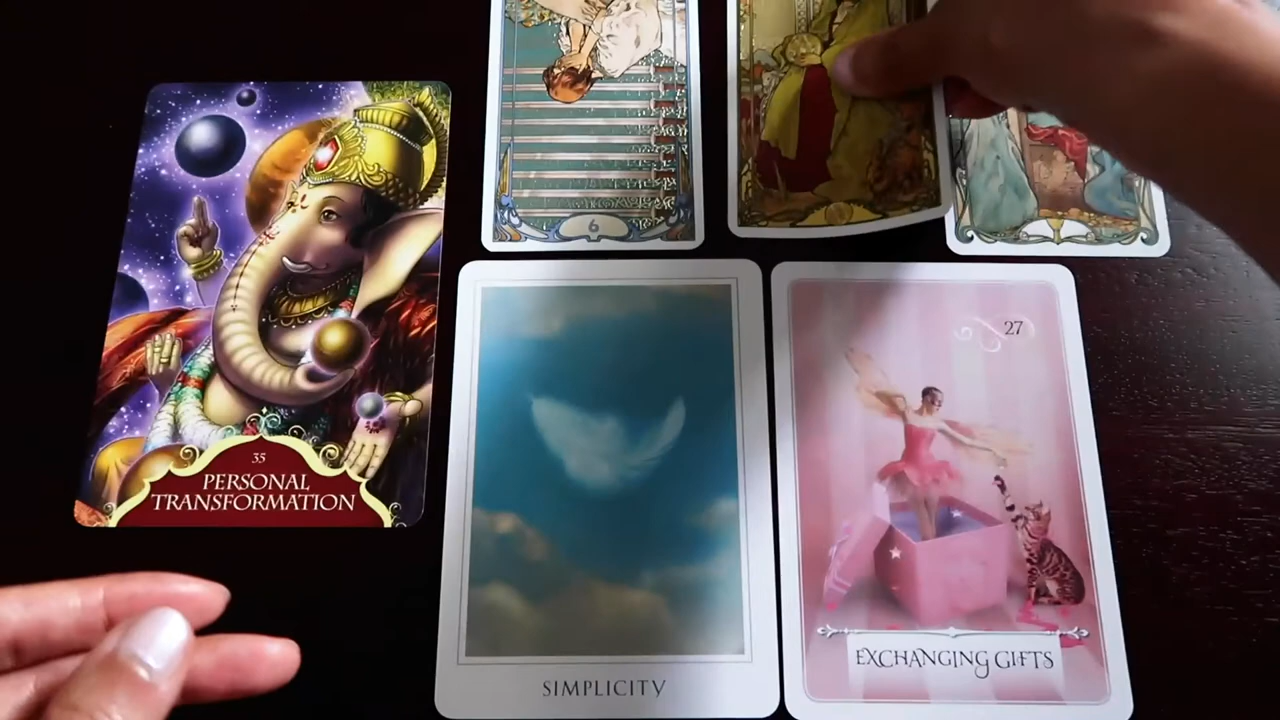 6
35
PERSONAL
TRANSFORMATION
SIMPLICITY
27
EXCHANGING GIFTS